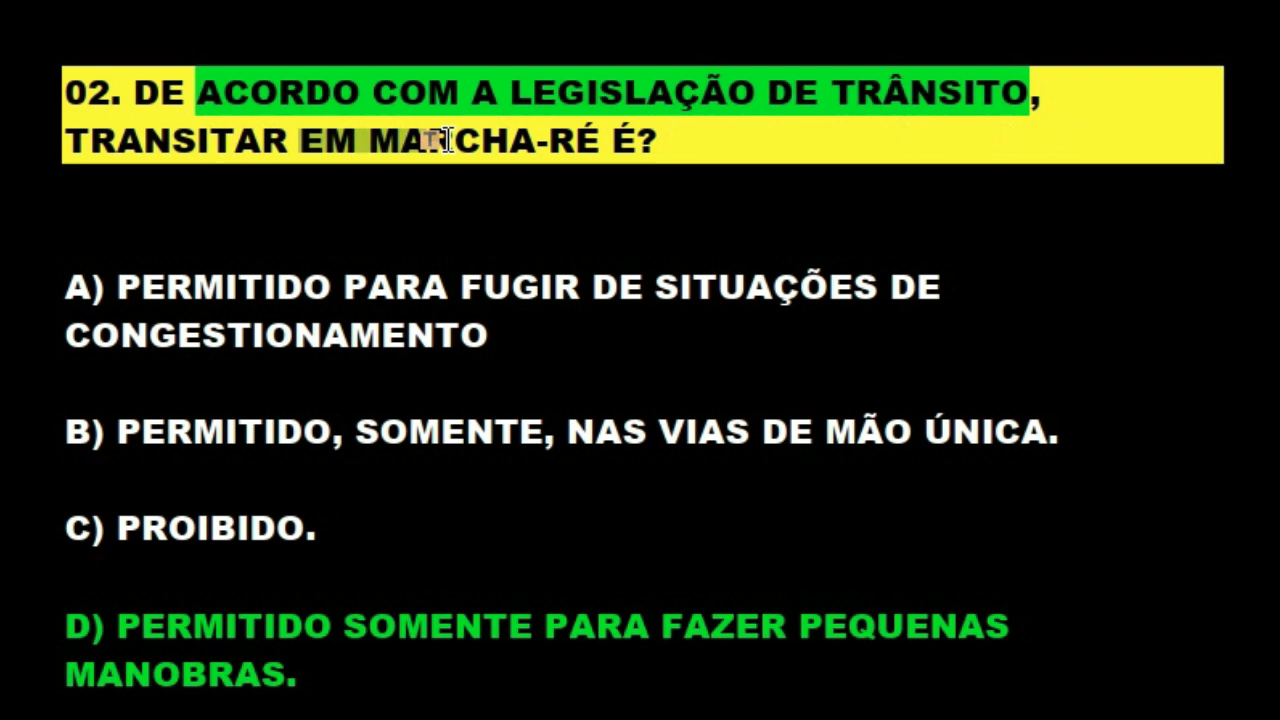 02. DE ACORDO COM A LEGISLAÇÃO DE TRÂNSITO,
TRANSITAR EM MARCHA-RÉ É?
A) PERMITIDO PARA FUGIR DE SITUAÇÕES DE
CONGESTIONAMENTO
B) PERMITIDO, SOMENTE, NAS VIAS DE MÃO ÚNICA.
C) PROIBIDO.
D) PERMITIDO SOMENTE PARA FAZER PEQUENAS
MANOBRAS.